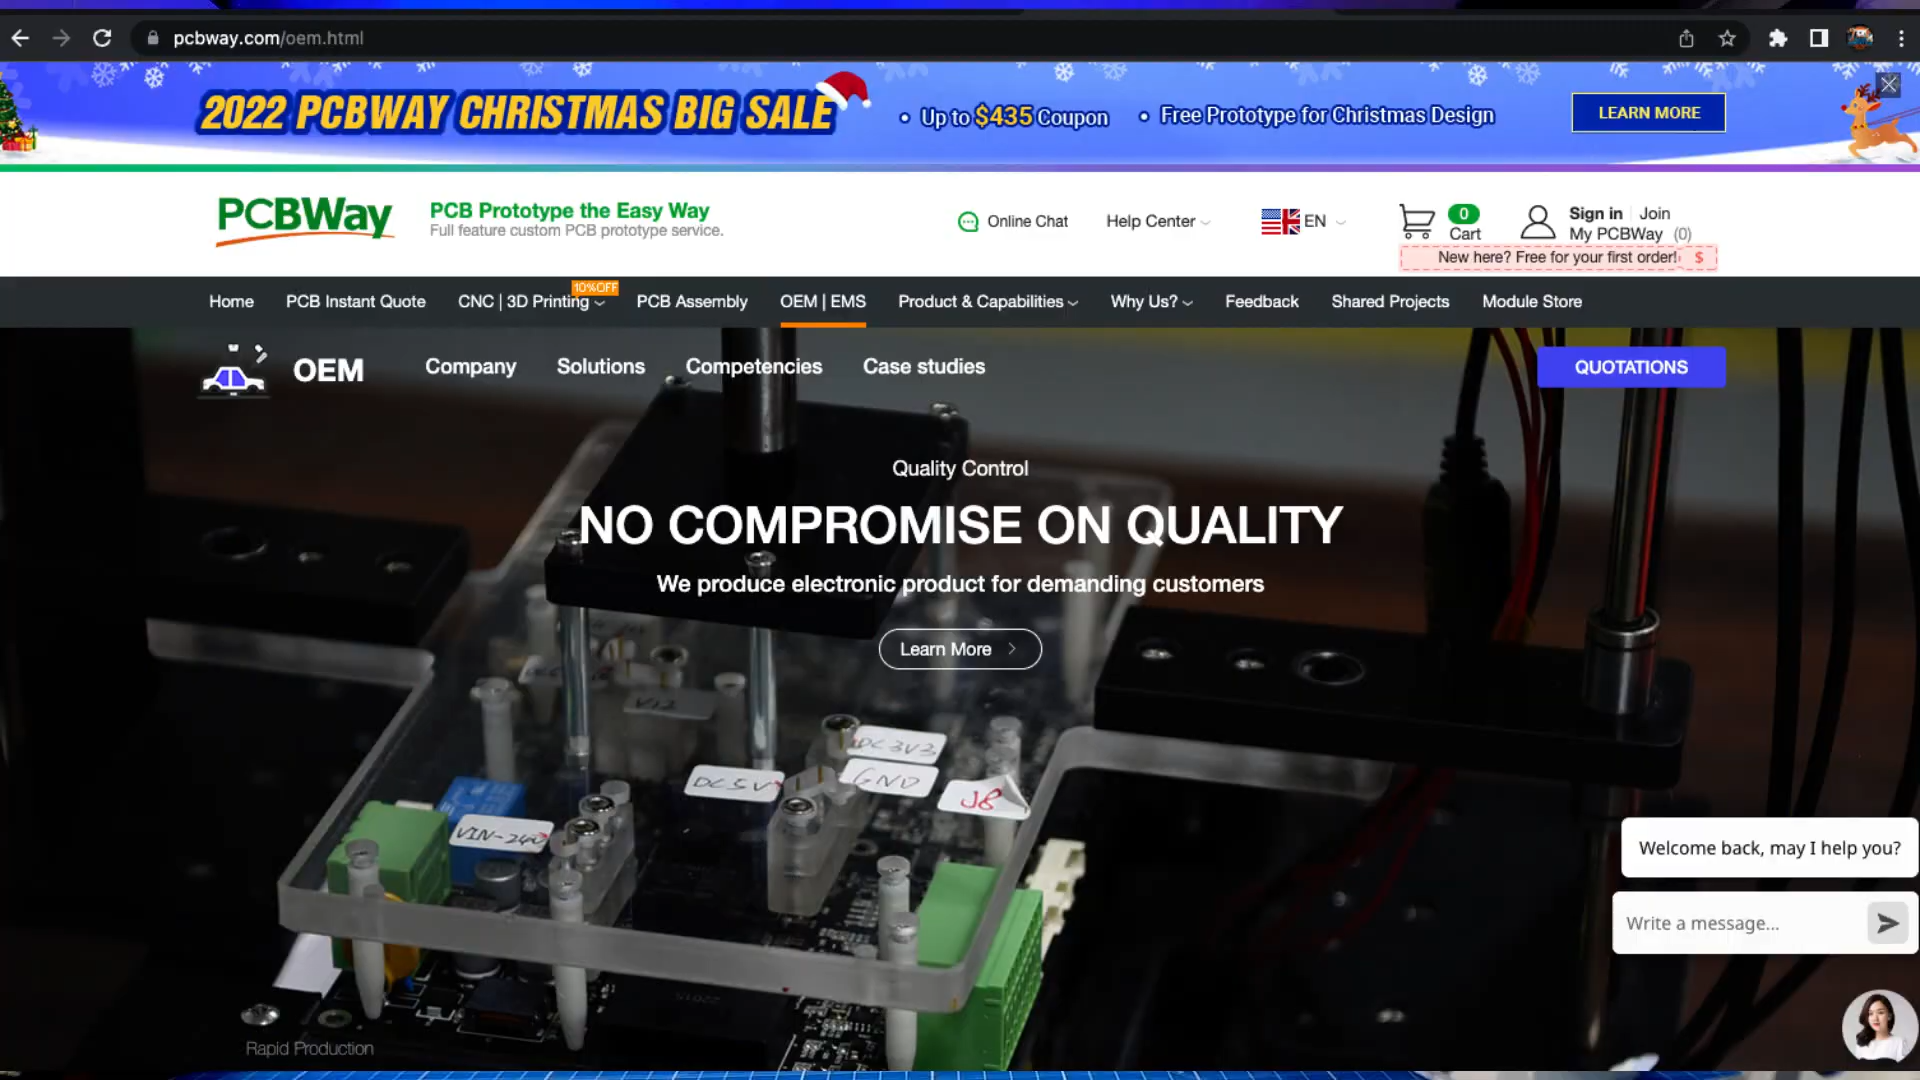 pcbway.com/oem.html
2022 PCBWAY CHRISTMAS BIG SALE
• Up to $435 Coupon
• Free Prototype for Christmas Design
LEARN MORE
PCBWay
PCB Prototype the Easy Way
Full feature custom PCB prototype service.
Online Chat
Help Center
EN
0
Cart
Sign in
Join
My PCBWay (0)
New here? Free for your first order! $
Home
PCB Instant Quote
CNC | 3D Printing
10%OFF
PCB Assembly
OEM | EMS
Product & Capabilities
Why Us?
Feedback
Shared Projects
Module Store
OEM
Company
Solutions
Competencies
Case studies
QUOTATIONS
Quality Control
NO COMPROMISE ON QUALITY
We produce electronic product for demanding customers
Learn More
V12
DC3V3
DC5V
GND
J8
Welcome back, may I help you?
Write a message...
Rapid Production